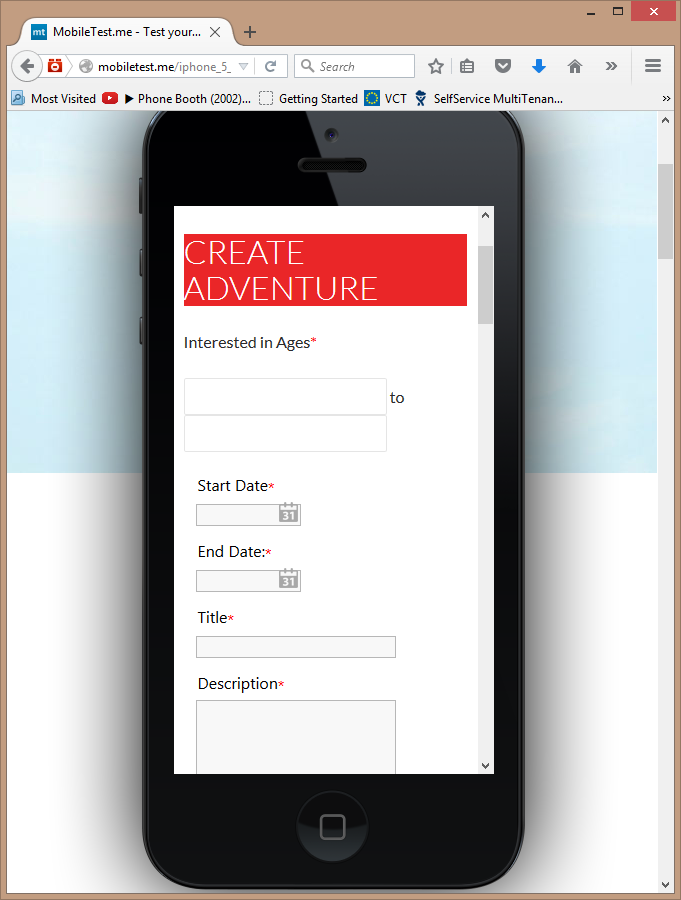 mt MobileTest.me - Test your...
mobiletest.me/iphone_5_
Search
Most Visited
Phone Booth (2002)...
Getting Started
VCT
SelfService MultiTenan...
CREATE
ADVENTURE
Interested in Ages*
to
Start Date*
31
End Date:*
31
Title*
Description*